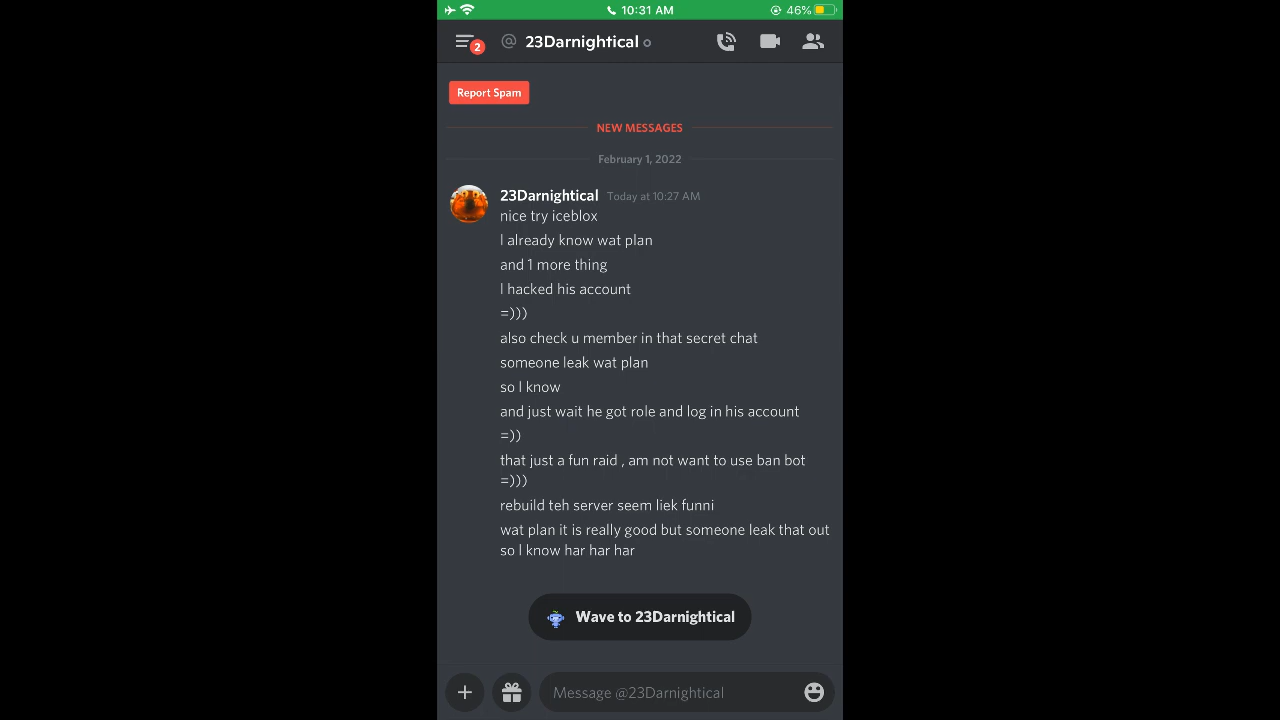 10:31 AM
46%
2
@ 23Darnightical
Report Spam
NEW MESSAGES
February 1, 2022
23Darnightical Today at 10:27 AM
nice try iceblox
I already know wat plan
and 1 more thing
I hacked his account
=)))
also check u member in that secret chat
someone leak wat plan
so I know
and just wait he got role and log in his account
=))
that just a fun raid , am not want to use ban bot
=)))
rebuild teh server seem liek funni
wat plan it is really good but someone leak that out
so I know har har har
Wave to 23Darnightical
Message @23Darnightical